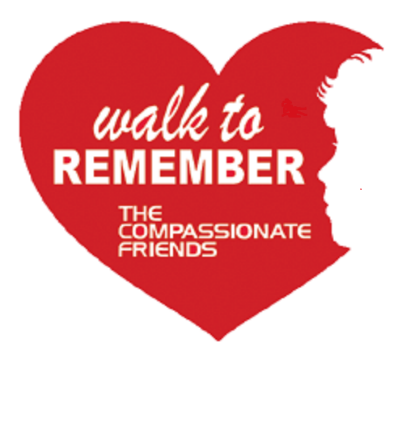 walk to
REMEMBER
THE
COMPASSIONATE
FRIENDS